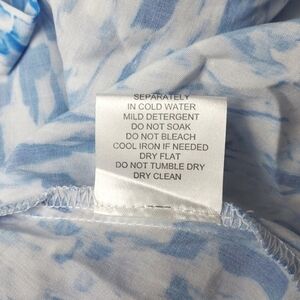 SEPARATELY
IN COLD WATER
MILD DETERGENT
DO NOT SOAK
DO NOT BLEACH
COOL IRON IF NEEDED
DRY FLAT
DO NOT TUMBLE DRY
DRY CLEAN